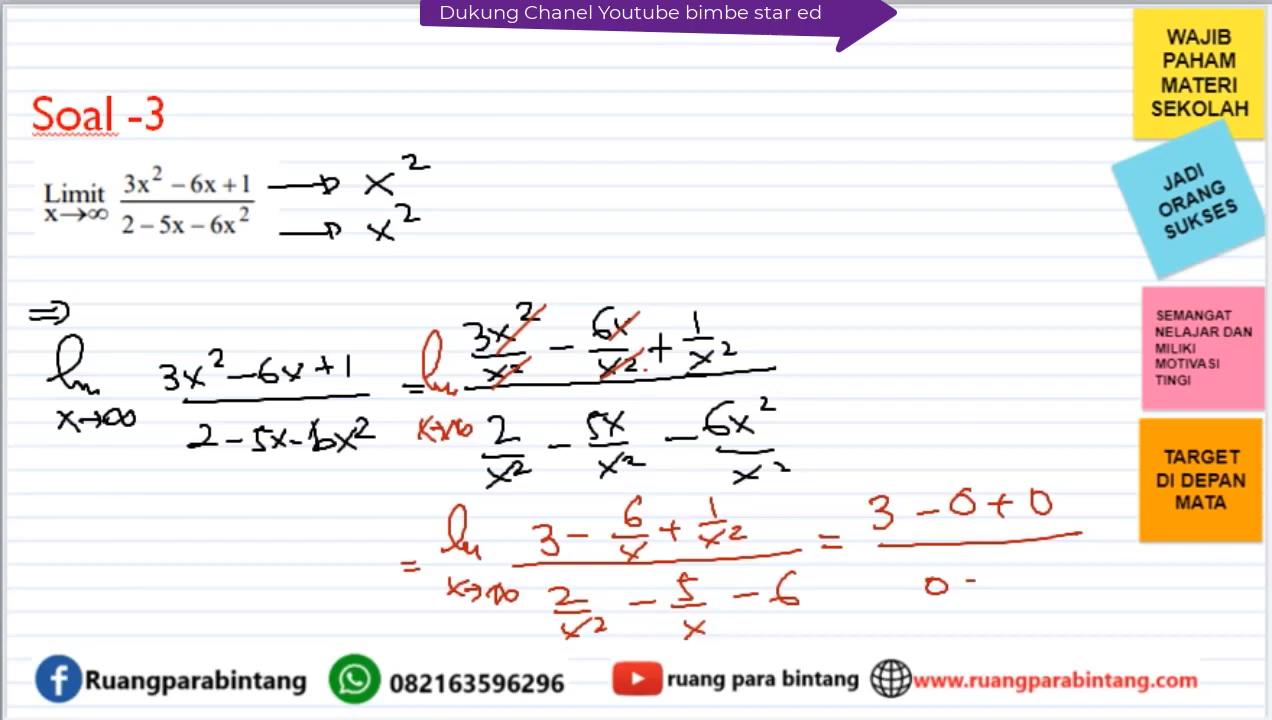 Dukung Chanel Youtube bimbe star ed
WAJIB
PAHAM
MATERI
SEKOLAH
JADI
ORANG
SUKSES
SEMANGAT
NELAJAR DAN
MILIKI
MOTIVASI
TINGI
TARGET
DI DEPAN
MATA
Soal -3
Limit x→∞ (3x² − 6x + 1)/(2 − 5x − 6x²)
→ x²
→ x²
⇒
lim x→∞ (3x² − 6x + 1)/(2 − 5x − 6x²) = lim x→∞ (3x²/x² − 6x/x² + 1/x²)/(2/x² − 5x/x² − 6x²/x²)
= lim x→∞ (3 − 6/x + 1/x²)/(2/x² − 5/x − 6) = (3 − 0 + 0)/(0 -
Ruangparabintang
082163596296
ruang para bintang
www.ruangparabintang.com